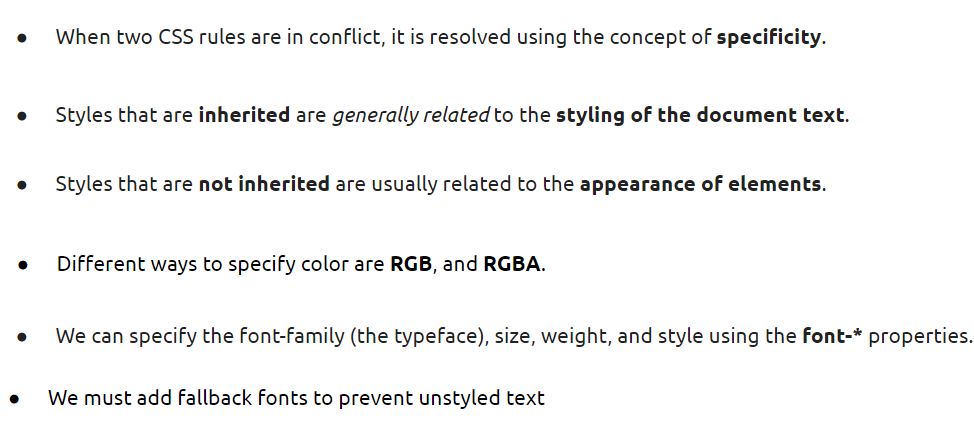 ● When two CSS rules are in conflict, it is resolved using the concept of specificity.
● Styles that are inherited are generally related to the styling of the document text.
● Styles that are not inherited are usually related to the appearance of elements.
● Different ways to specify color are RGB, and RGBA.
● We can specify the font-family (the typeface), size, weight, and style using the font-* properties.
● We must add fallback fonts to prevent unstyled text